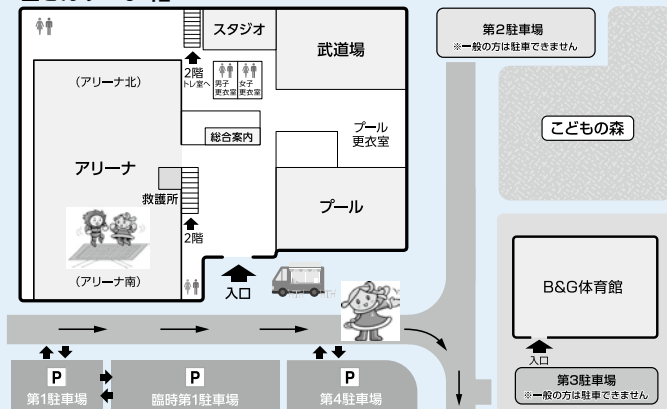 スタジオ
武道場
第2駐車場
※一般の方は駐車できません
(アリーナ北)
2階
トレ室へ
男子
更衣室
女子
更衣室
こどもの森
プール
更衣室
総合案内
アリーナ
救護所
プール
2階
(アリーナ南)
入口
B&G体育館
入口
P
第1駐車場
P
臨時第1駐車場
P
第4駐車場
第3駐車場
※一般の方は駐車できません